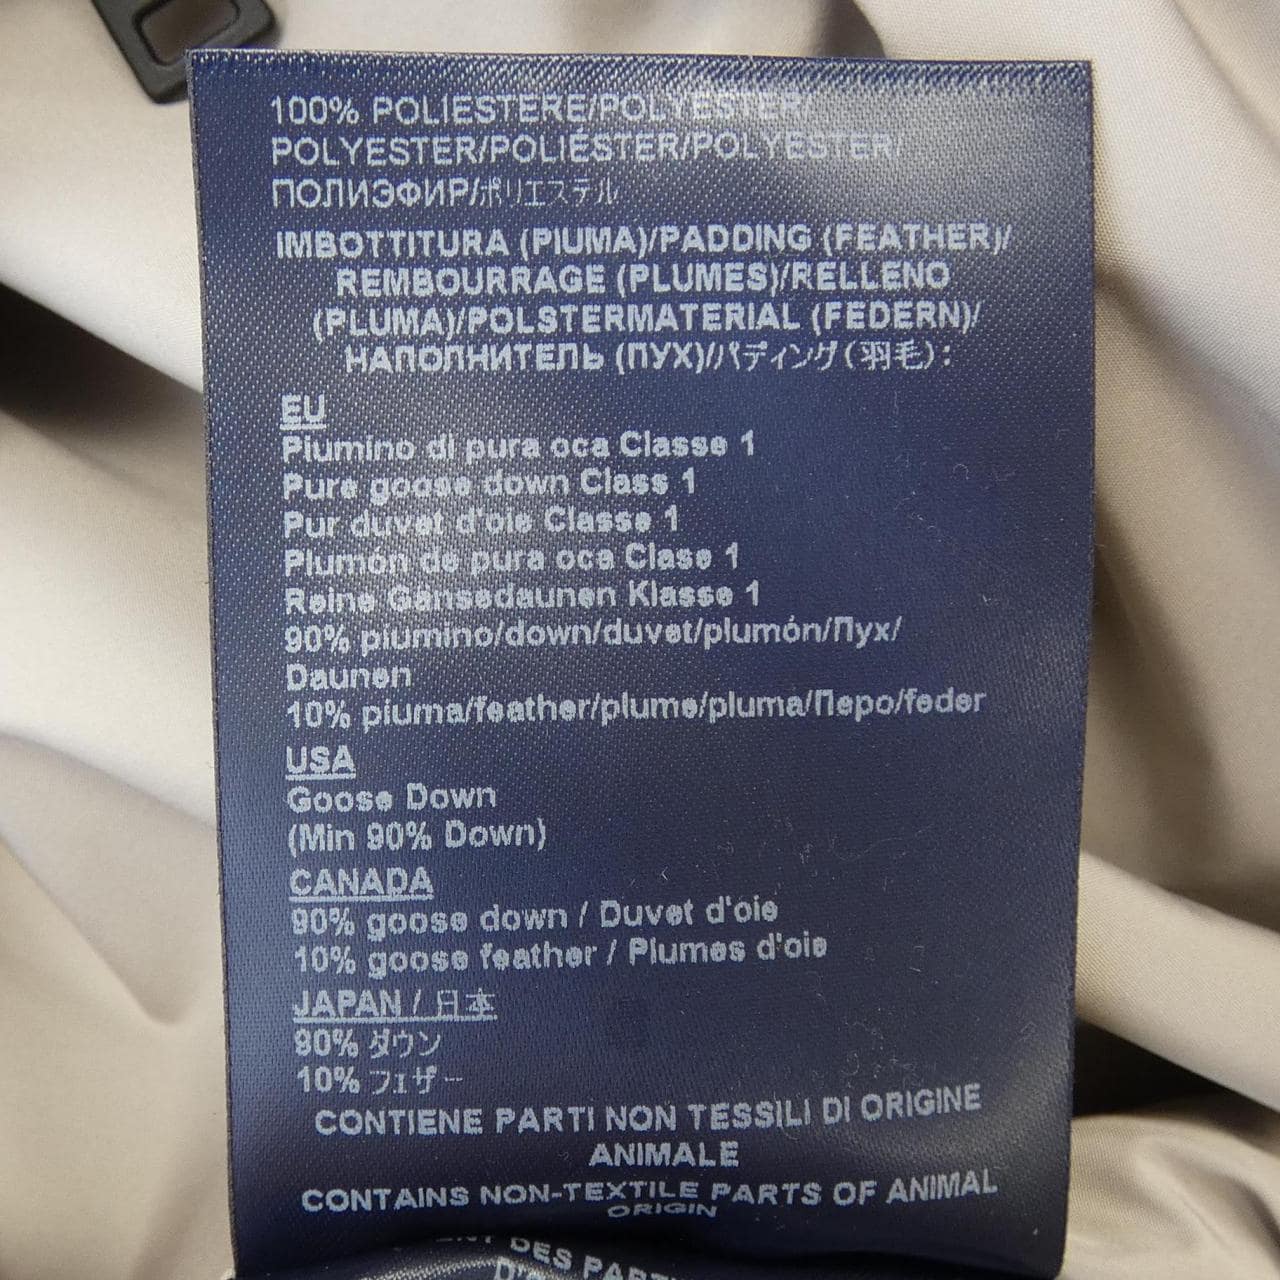 100% POLIESTERE/POLYESTER/
POLYESTER/POLIÉSTER/POLYESTER/
ПОЛИЭФИР/ポリエステル
IMBOTTITURA (PIUMA)/PADDING (FEATHER)/
REMBOURRAGE (PLUMES)/RELLENO
(PLUMA)/POLSTERMATERIAL (FEDERN)/
НАПОЛНИТЕЛЬ (ПУХ)/パディング(羽毛):
EU
Piumino di pura oca Classe 1
Pure goose down Class 1
Pur duvet d'oie Classe 1
Plumón de pura oca Clase 1
Reine Gänsedaunen Klasse 1
90% piumino/down/duvet/plumón/Пух/
Daunen
10% piuma/feather/plume/pluma/Перо/feder
USA
Goose Down
(Min 90% Down)
CANADA
90% goose down / Duvet d'oie
10% goose feather / Plumes d'oie
JAPAN / 日本
90% ダウン
10% フェザー
CONTIENE PARTI NON TESSILI DI ORIGINE
ANIMALE
CONTAINS NON-TEXTILE PARTS OF ANIMAL
ORIGIN
DES